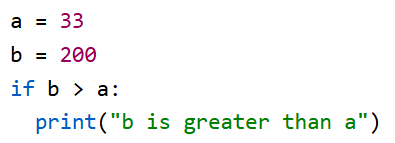 a = 33
b = 200
if b > a:
  print("b is greater than a")